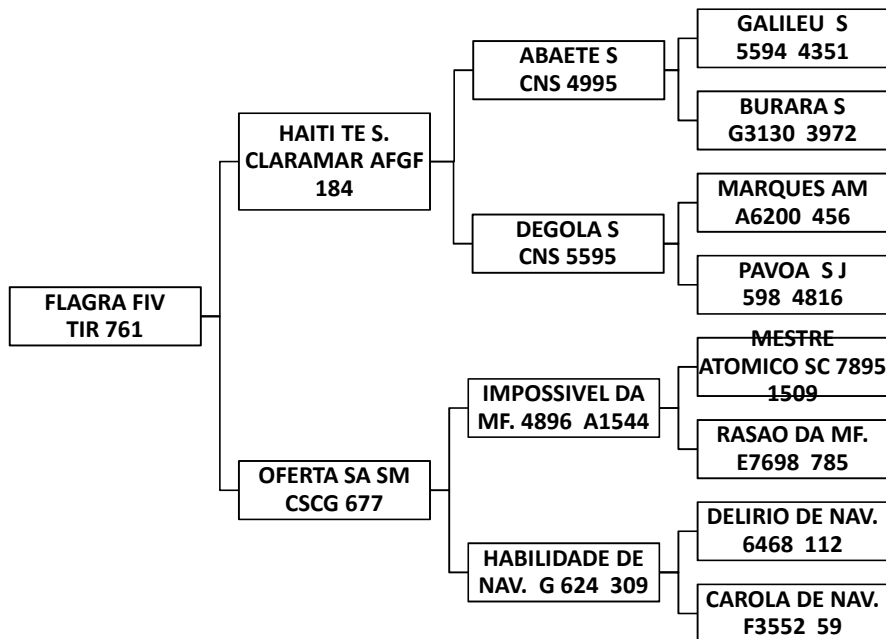 GALILEU S
5594 4351
ABAETE S
CNS 4995
BURARA S
G3130 3972
HAITI TE S.
CLARAMAR AFGF
184
MARQUES AM
A6200 456
DEGOLA S
CNS 5595
PAVOA S J
598 4816
FLAGRA FIV
TIR 761
MESTRE
ATOMICO SC 7895
1509
IMPOSSIVEL DA
MF. 4896 A1544
RASAO DA MF.
E7698 785
OFERTA SA SM
CSCG 677
DELIRIO DE NAV.
6468 112
HABILIDADE DE
NAV. G 624 309
CAROLA DE NAV.
F3552 59